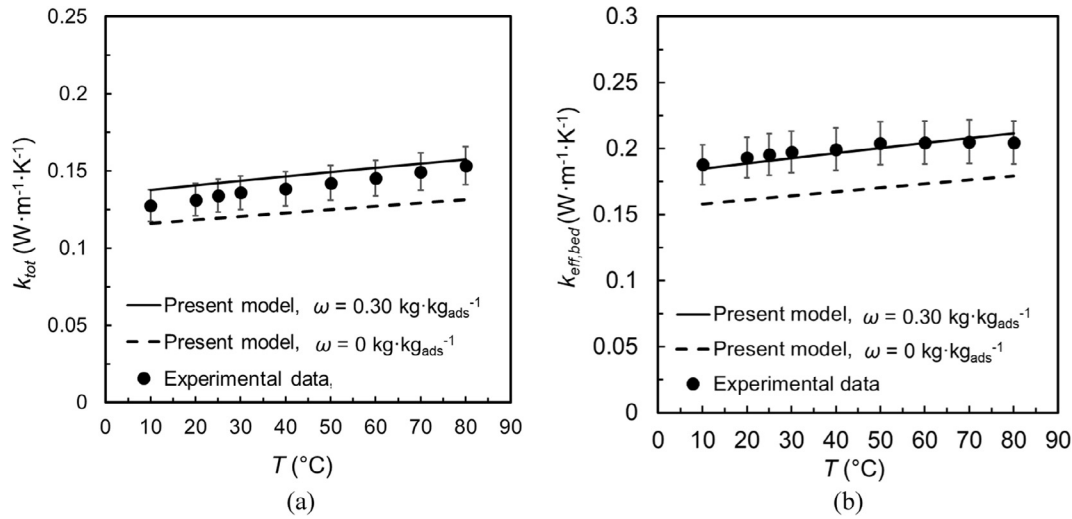 0.25
0.2
0.15
0.1
0.05
0
k_tot (W·m⁻¹·K⁻¹)
Present model, ω = 0.30 kg·kg_ads⁻¹
Present model, ω = 0 kg·kg_ads⁻¹
Experimental data,
0 10 20 30 40 50 60 70 80 90
T (°C)
(a)
0.3
0.25
0.2
0.15
0.1
0.05
0
k_eff,bed (W·m⁻¹·K⁻¹)
Present model, ω = 0.30 kg·kg_ads⁻¹
Present model, ω = 0 kg·kg_ads⁻¹
Experimental data
0 10 20 30 40 50 60 70 80 90
T (°C)
(b)